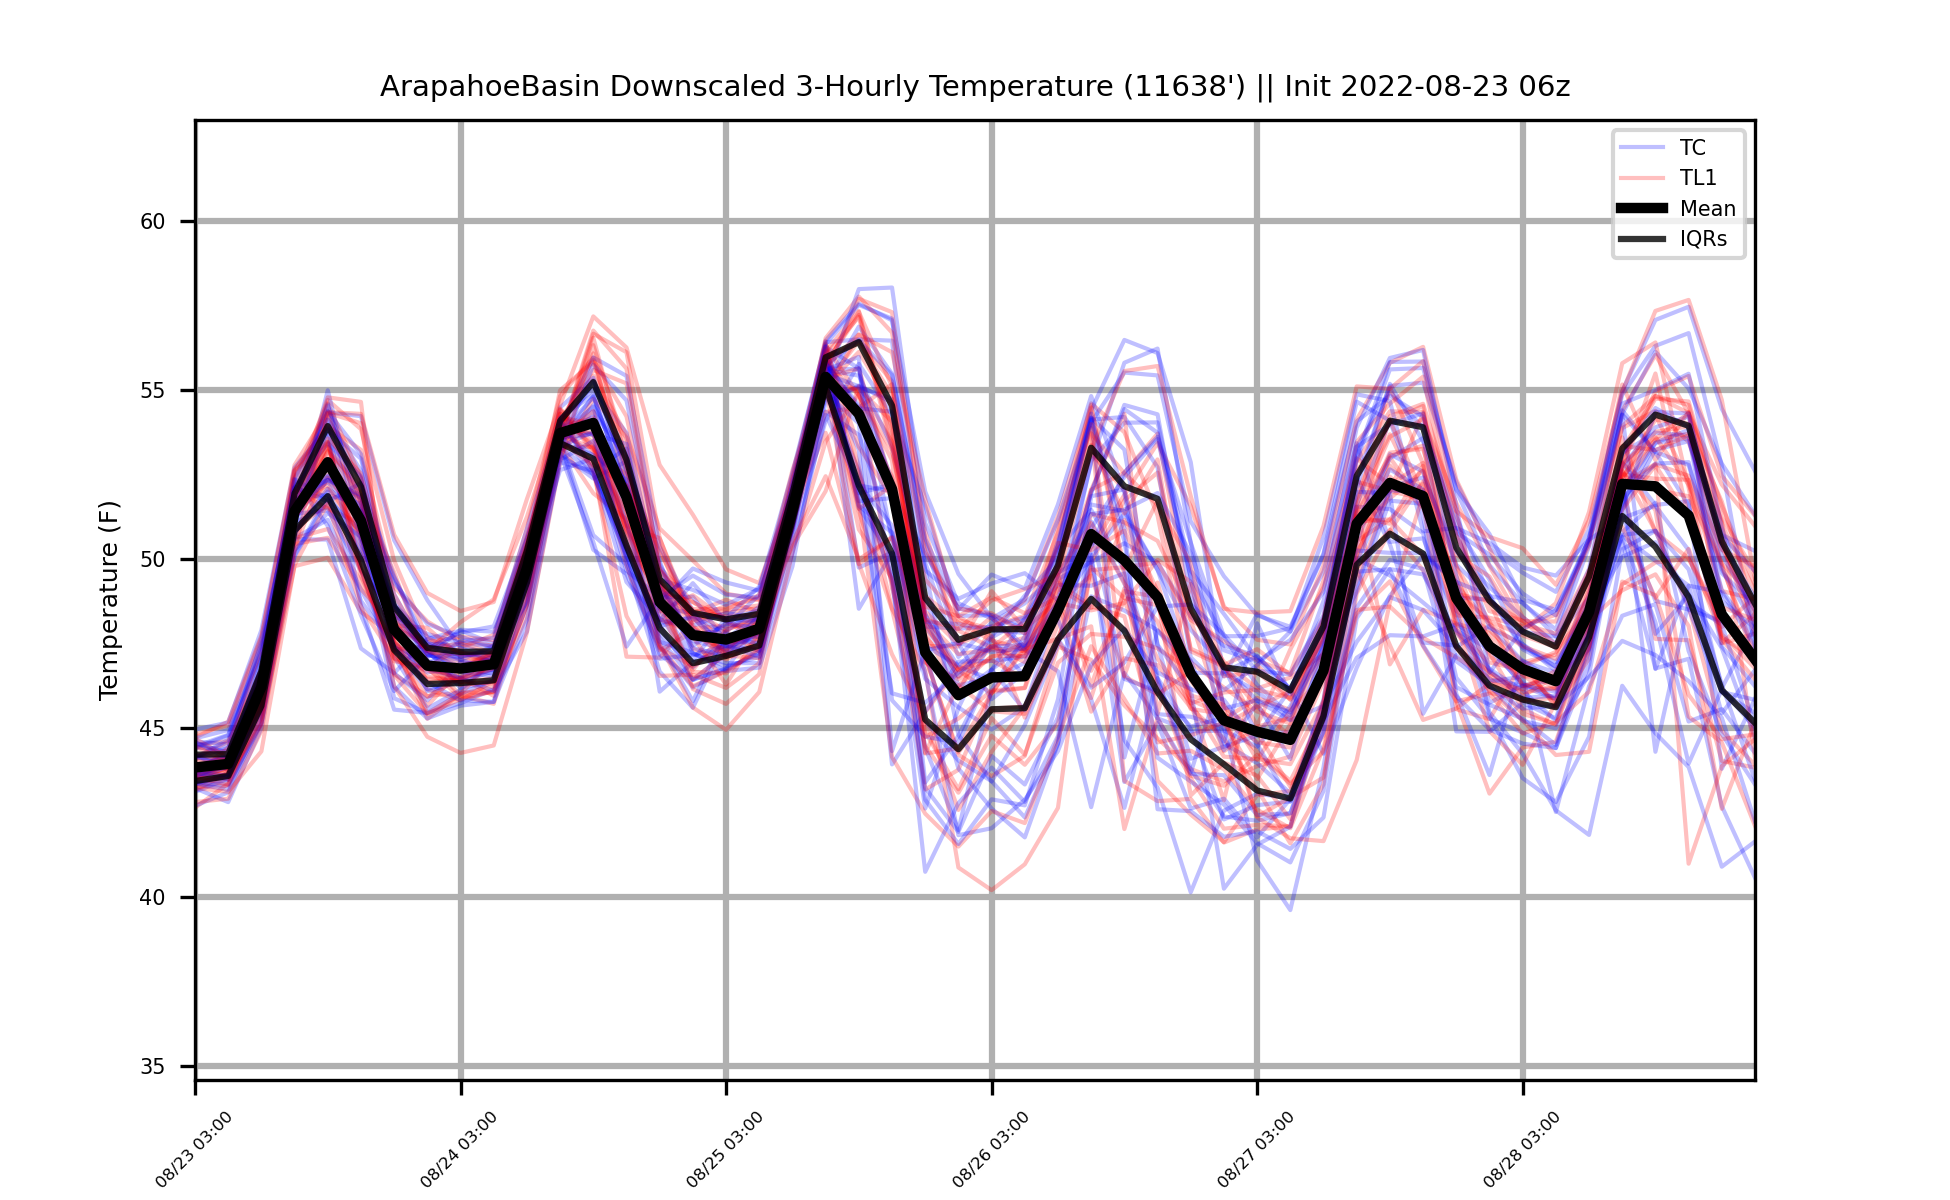 ArapahoeBasin Downscaled 3-Hourly Temperature (11638') || Init 2022-08-23 06z
TC
TL1
Mean
IQRs
Temperature (F)
60
55
50
45
40
35
08/23 03:00
08/24 03:00
08/25 03:00
08/26 03:00
08/27 03:00
08/28 03:00